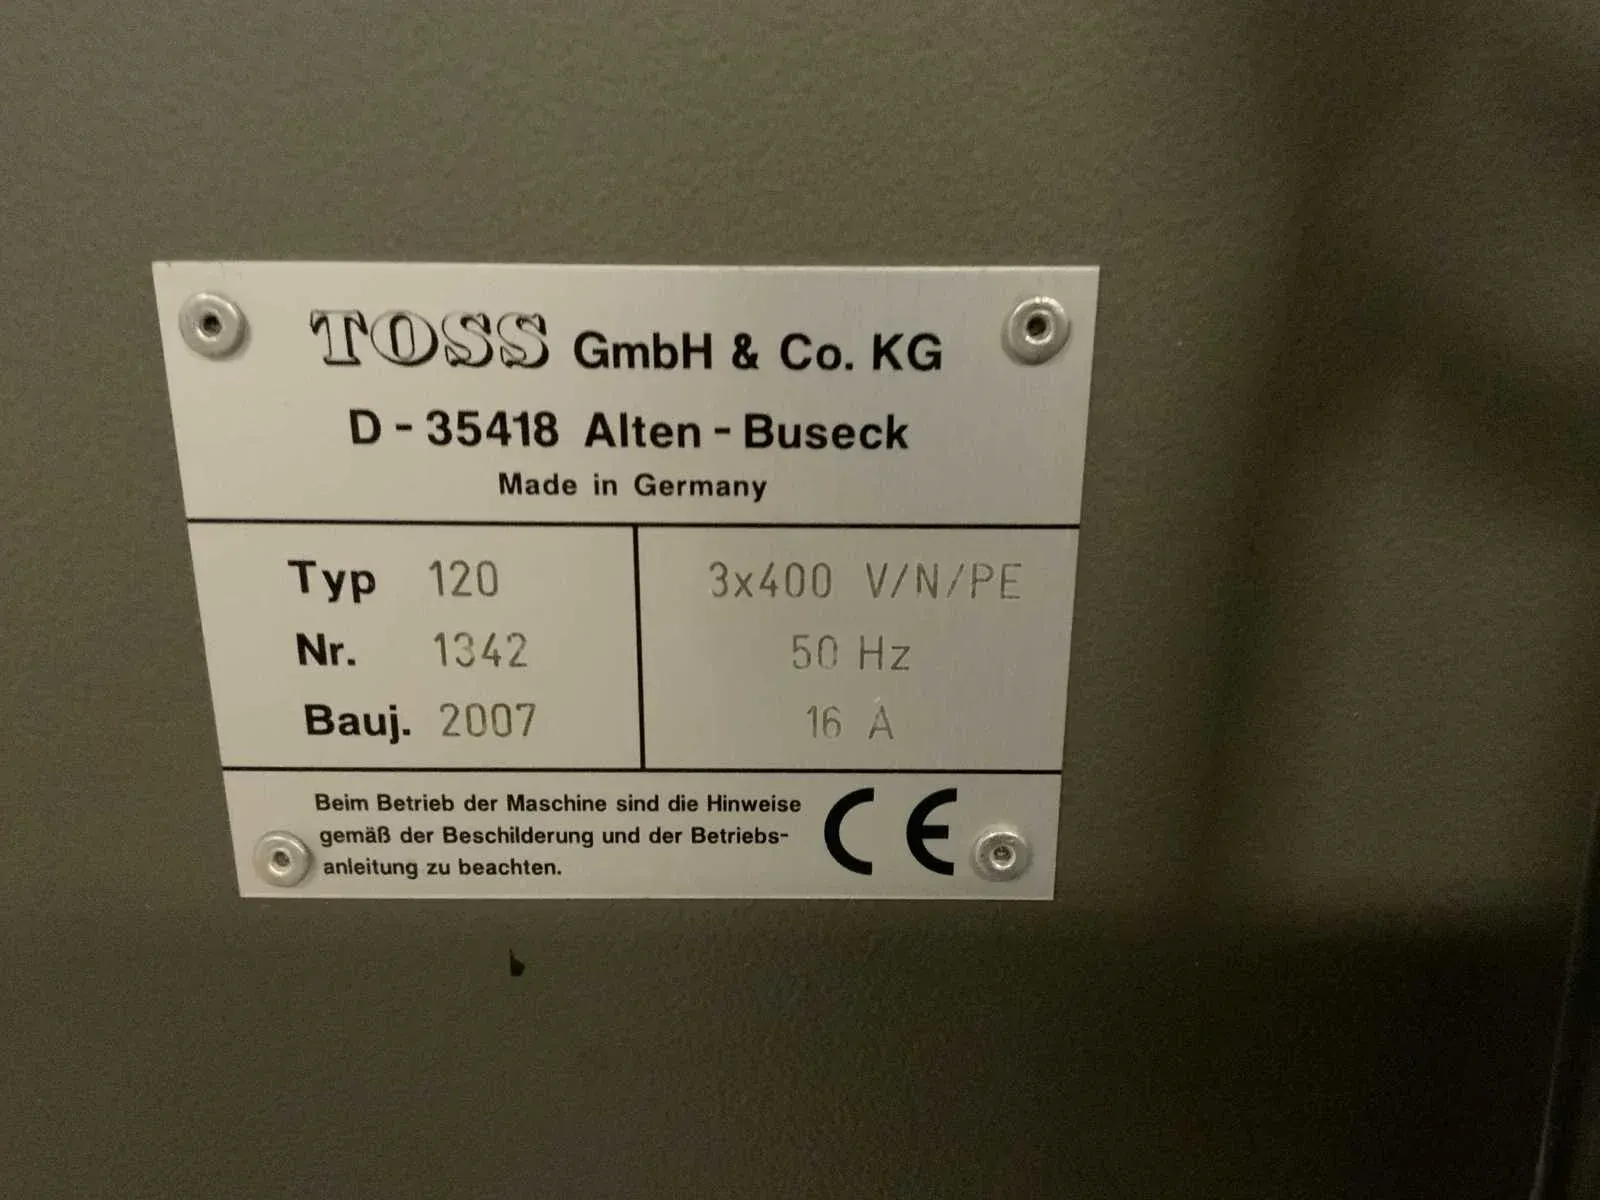 TOSS GmbH & Co. KG
D - 35418 Alten - Buseck
Made in Germany
Typ 120
Nr. 1342
Bauj. 2007
3x400 V/N/PE
50 Hz
16 A
Beim Betrieb der Maschine sind die Hinweise
gemäß der Beschilderung und der Betriebs-
anleitung zu beachten.
CE